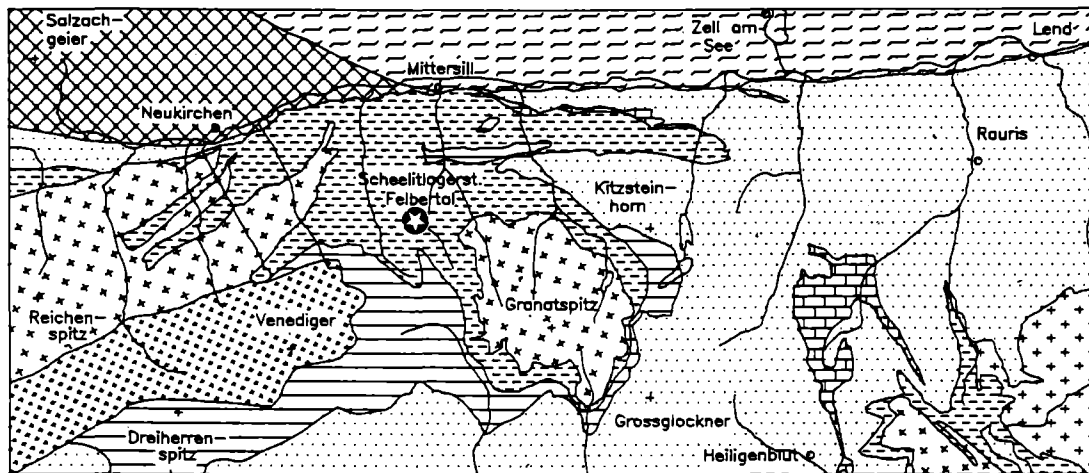 Salzach-
geier
Zell am
See
Lend
Mittersill
Neukirchen
Rauris
Scheelitlagerst.
Felbertal
Kitzstein-
horn
Reichen-
spitz
Venediger
Granatspitz
Dreiherren-
spitz
Grossglockner
Heiligenblut